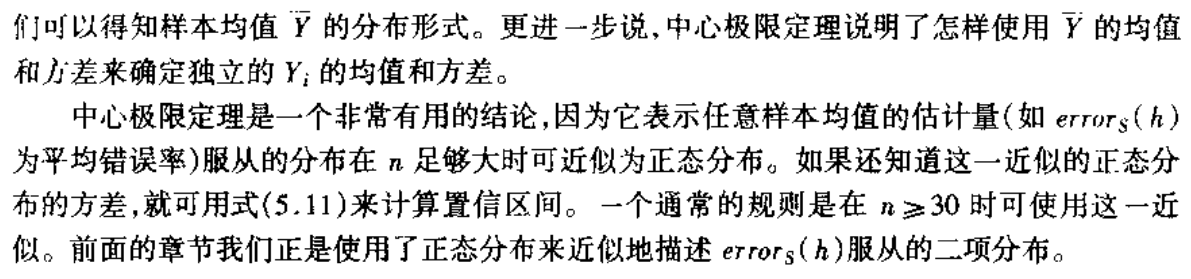 们可以得知样本均值 Ȳ 的分布形式。更进一步说,中心极限定理说明了怎样使用 Ȳ 的均值
和方差来确定独立的 Yᵢ 的均值和方差。
中心极限定理是一个非常有用的结论,因为它表示任意样本均值的估计量(如 errorS(h)
为平均错误率)服从的分布在 n 足够大时可近似为正态分布。如果还知道这一近似的正态分
布的方差,就可用式(5.11)来计算置信区间。一个通常的规则是在 n≥30 时可使用这一近
似。前面的章节我们正是使用了正态分布来近似地描述 errorS(h)服从的二项分布。